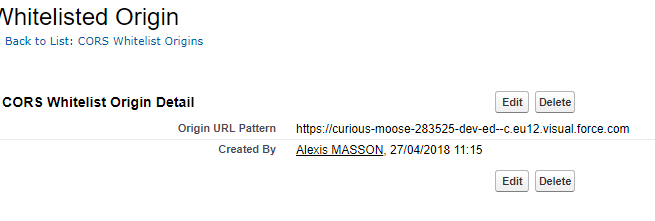 Whitelisted Origin
Back to List: CORS Whitelist Origins
CORS Whitelist Origin Detail
Edit Delete
Origin URL Pattern https://curious-moose-283525-dev-ed--c.eu12.visual.force.com
Created By Alexis MASSON, 27/04/2018 11:15
Edit Delete